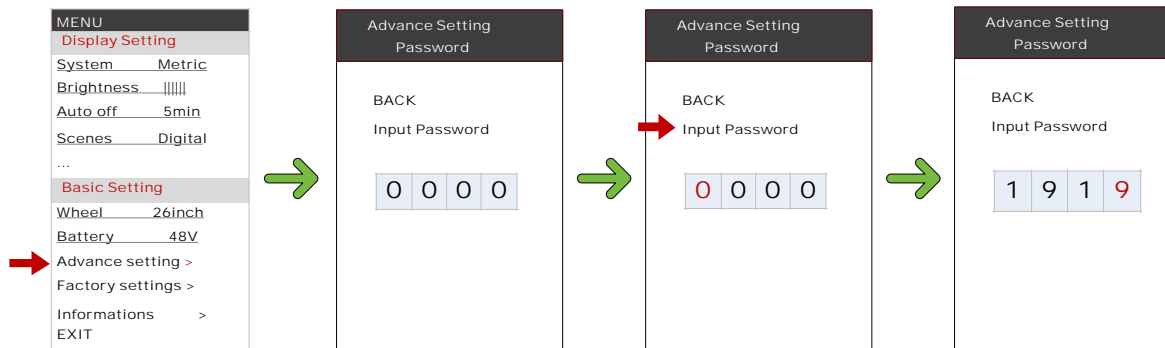 MENU
Display Setting
System Metric
Brightness ||||||
Auto off 5min
Scenes Digital
...
Basic Setting
Wheel 26inch
Battery 48V
Advance setting >
Factory settings >
Informations >
EXIT
Advance Setting
Password
BACK
Input Password
0 0 0 0
Advance Setting
Password
BACK
Input Password
0 0 0 0
Advance Setting
Password
BACK
Input Password
1 9 1 9